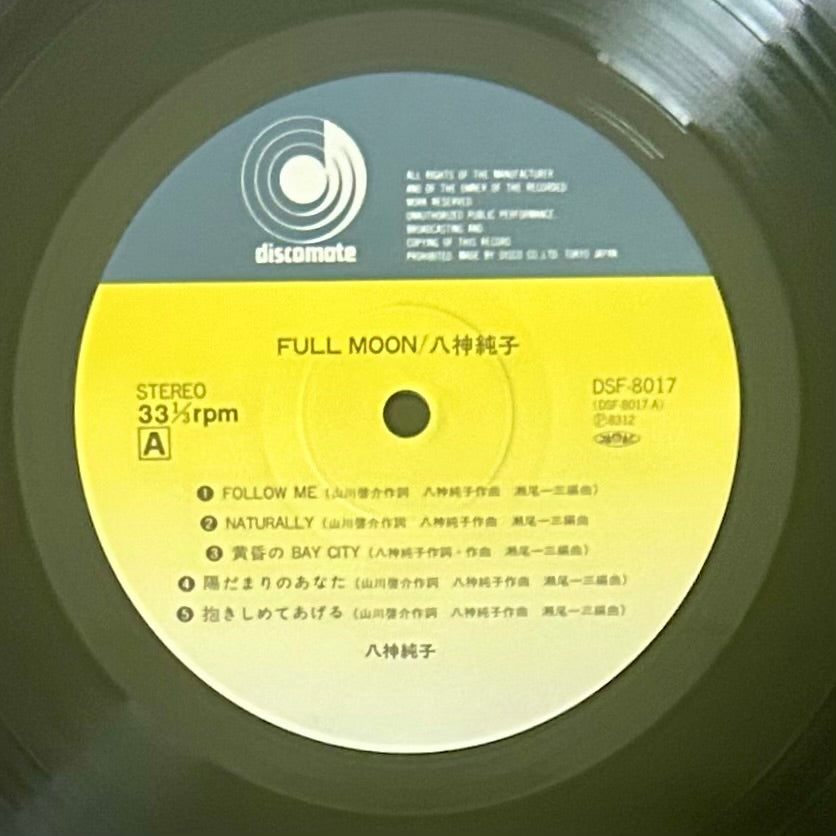 discomate
ALL RIGHTS OF THE MANUFACTURER
AND OF THE OWNER OF THE RECORDED
WORK RESERVED
UNAUTHORIZED PUBLIC PERFORMANCE
BROADCASTING AND
COPYING OF THIS RECORD
PROHIBITED MADE BY DISCO CO.,LTD. TOKYO JAPAN
FULL MOON/八神純子
STEREO
33⅓rpm
A
DSF-8017
(DSF-8017 A)
Ⓟ8312
❶ FOLLOW ME (山川啓介作詞 八神純子作曲 瀬尾一三編曲)
❷ NATURALLY (山川啓介作詞 八神純子作曲 瀬尾一三編曲
❸ 黄昏の BAY CITY (八神純子作詞・作曲 瀬尾一三編曲)
❹ 陽だまりのあなた (山川啓介作詞 八神純子作曲 瀬尾一三編曲)
❺ 抱きしめてあげる (山川啓介作詞 八神純子作曲 瀬尾一三編曲)
八神純子